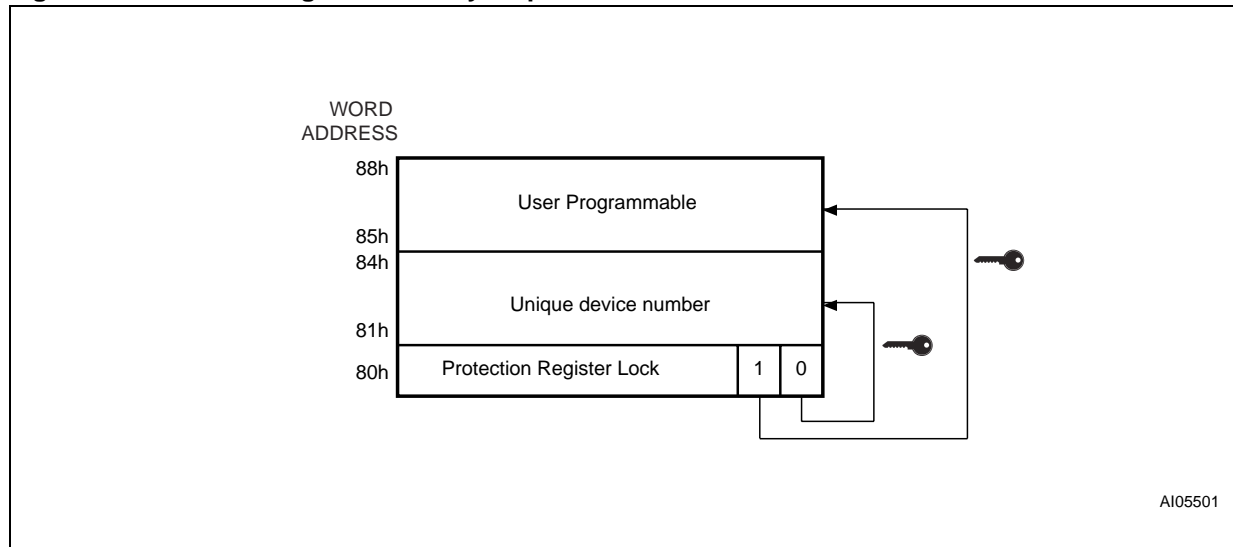 WORD
ADDRESS
88h
User Programmable
85h
84h
Unique device number
81h
80h
Protection Register Lock
1
0
AI05501